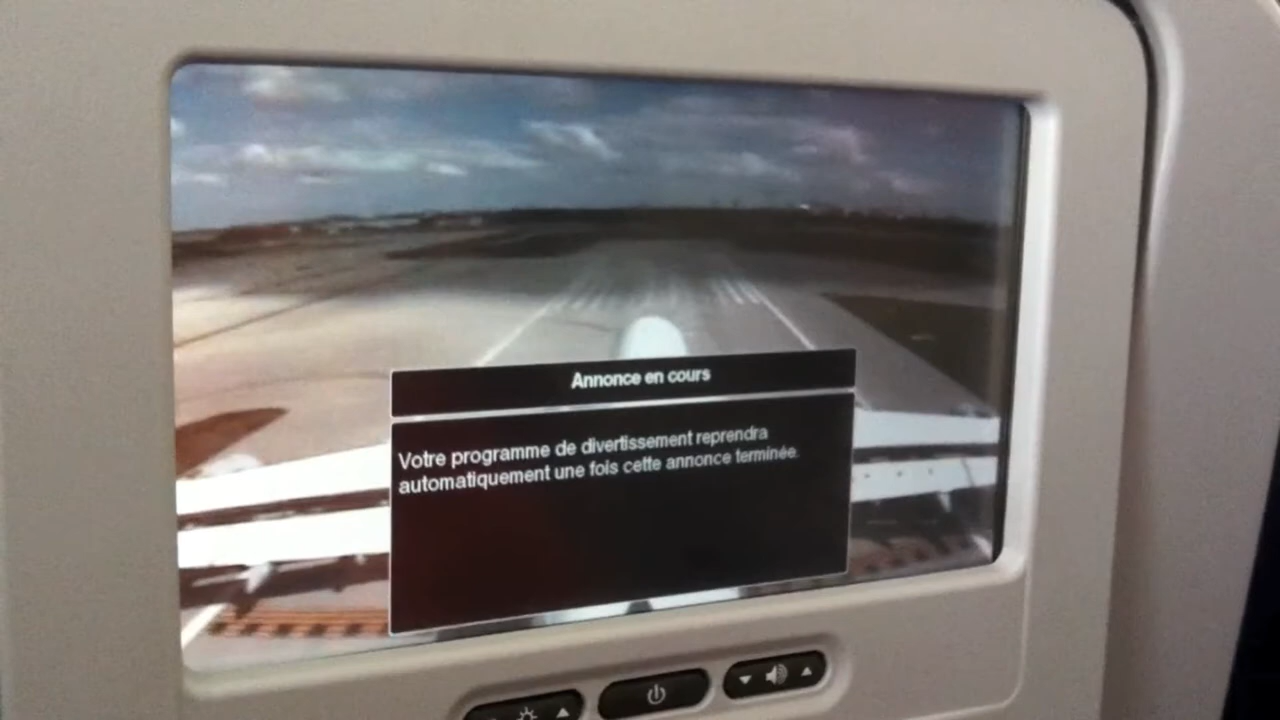 Annonce en cours
Votre programme de divertissement reprendra
automatiquement une fois cette annonce terminée.